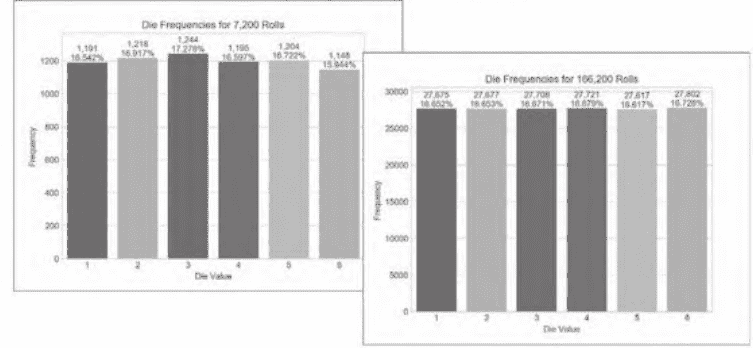 Die Frequencies for 7,200 Rolls
1,191 1,218 1,244 1,195 1,204 1,148
16.542% 16.917% 17.278% 16.597% 16.722% 15.944%
1200
1000
800
600
400
200
0
Frequency
1 2 3 4 5 6
Die Value
Die Frequencies for 166,200 Rolls
27,675 27,677 27,708 27,721 27,617 27,802
16.652% 16.653% 16.671% 16.679% 16.617% 16.728%
30000
25000
20000
15000
10000
5000
0
Frequency
1 2 3 4 5 6
Die Value